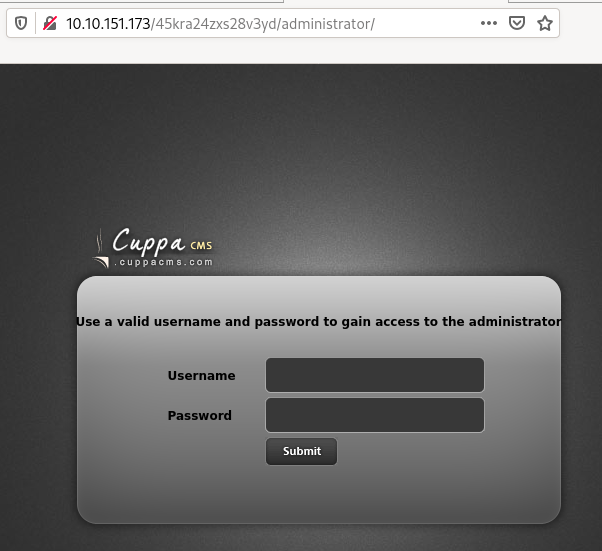 10.10.151.173/45kra24zxs28v3yd/administrator/
Cuppa CMS
.cuppacms.com
Use a valid username and password to gain access to the administrator
Username
Password
Submit